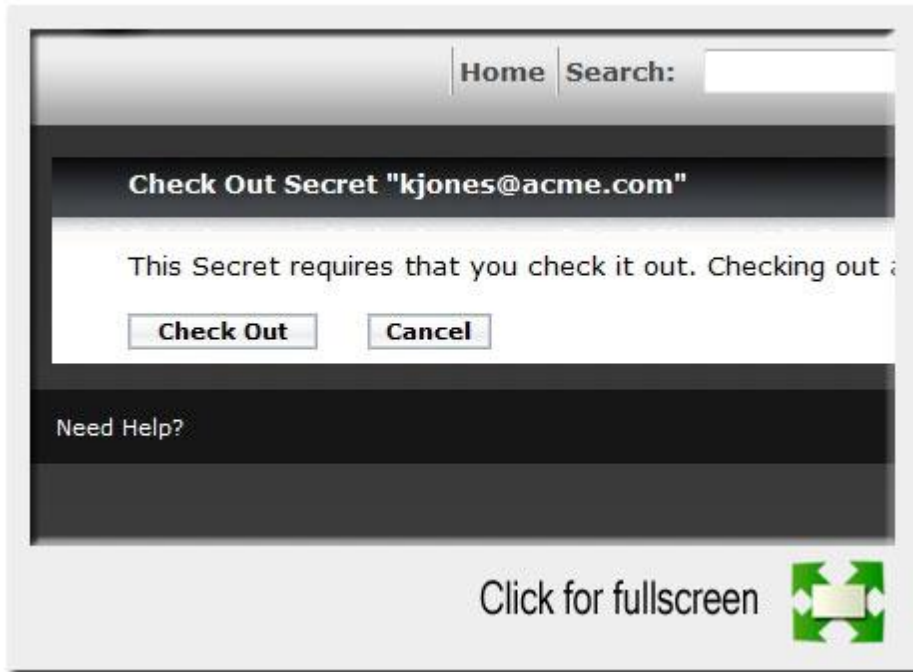 Home Search:
Check Out Secret "kjones@acme.com"
This Secret requires that you check it out. Checking out
Check Out Cancel
Need Help?
Click for fullscreen